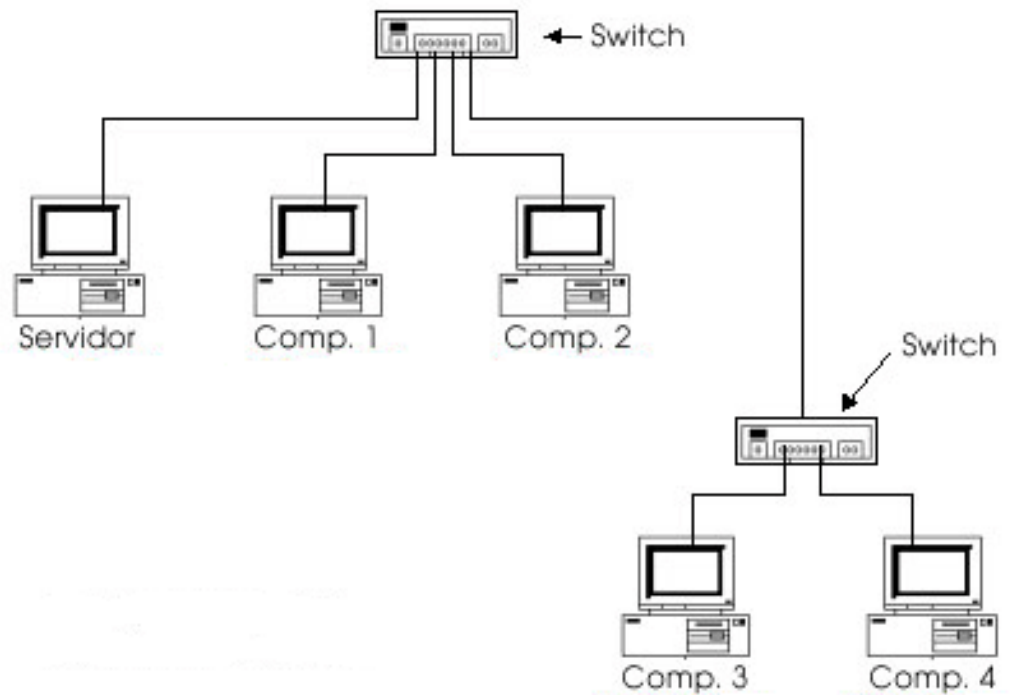 Switch
Servidor
Comp. 1
Comp. 2
Switch
Comp. 3
Comp. 4